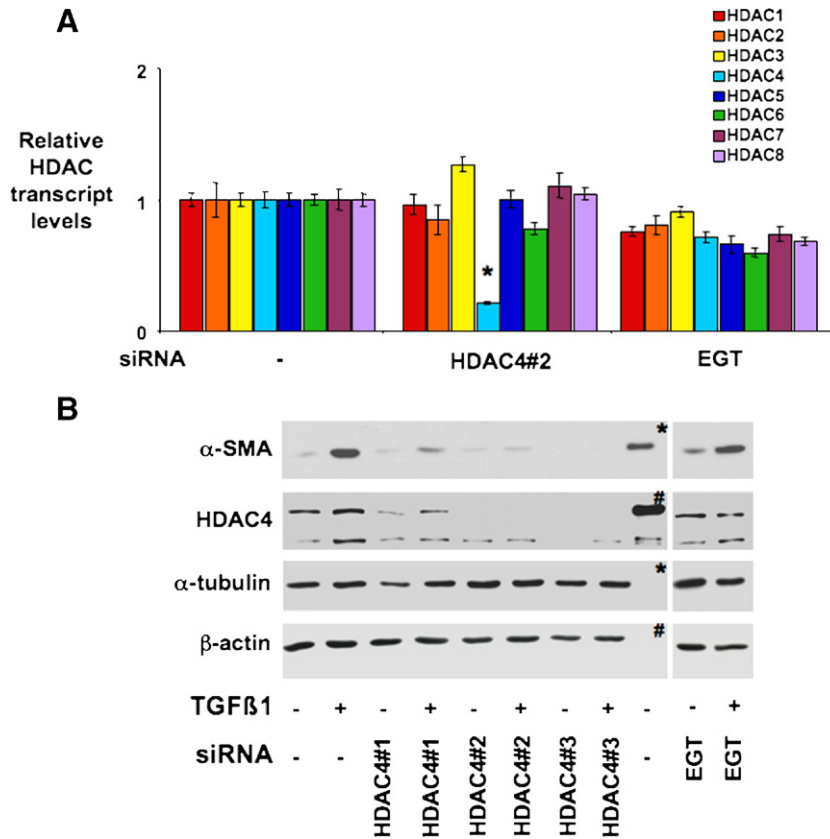 A
HDAC1
HDAC2
HDAC3
HDAC4
HDAC5
HDAC6
HDAC7
HDAC8
2
Relative
HDAC
transcript
levels
1
*
0
siRNA - HDAC4#2 EGT
B
α-SMA *
HDAC4 #
α-tubulin *
β-actin #
TGFß1 - + - + - + - + - - +
siRNA - - HDAC4#1 HDAC4#1 HDAC4#2 HDAC4#2 HDAC4#3 HDAC4#3 - EGT EGT